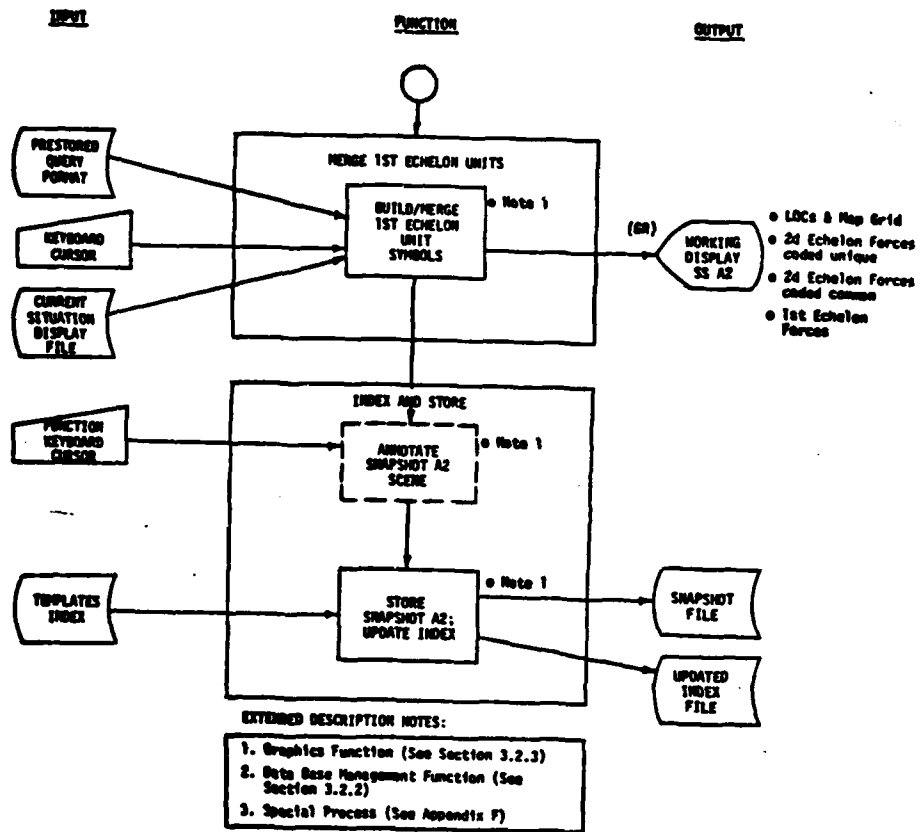 INPUT
FUNCTION
OUTPUT
PRESTORED
QUERY
FORMAT
KEYBOARD
CURSOR
CURRENT
SITUATION
DISPLAY
FILE
MERGE 1ST ECHELON UNITS
BUILD/MERGE
1ST ECHELON
UNIT
SYMBOLS
• Note 1
(GR)
WORKING
DISPLAY
SS A2
• LOCs & Map Grid
• 2d Echelon Forces
coded unique
• 2d Echelon Forces
coded common
• 1st Echelon
Forces
INDEX AND STORE
FUNCTION
KEYBOARD
CURSOR
ANNOTATE
SNAPSHOT A2
SCENE
• Note 1
TEMPLATES
INDEX
STORE
SNAPSHOT A2;
UPDATE INDEX
• Note 1
SNAPSHOT
FILE
UPDATED
INDEX
FILE
EXTENDED DESCRIPTION NOTES:
1. Graphics Function (See Section 3.2.3)
2. Data Base Management Function (See
Section 3.2.2)
3. Special Process (See Appendix F)